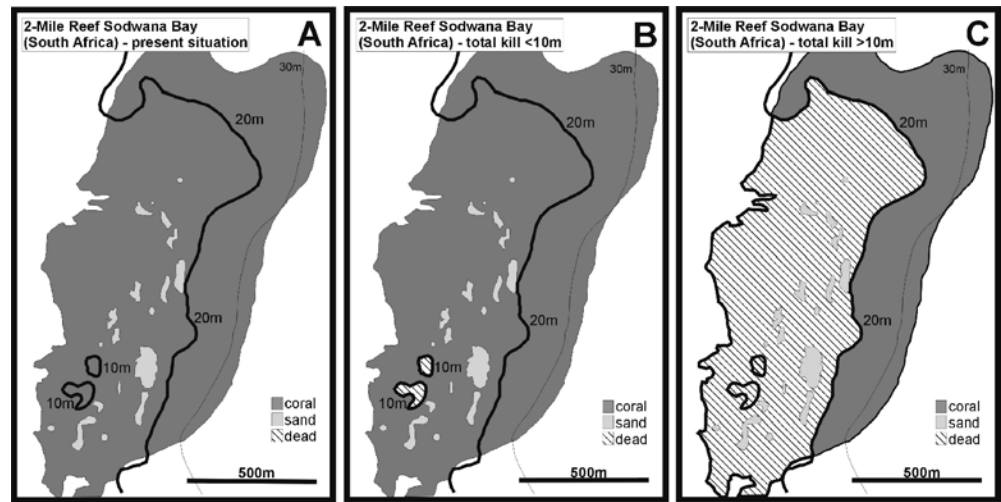 2-Mile Reef Sodwana Bay
(South Africa) - present situation
A
30m
20m
20m
10m
10m
coral
sand
dead
500m
2-Mile Reef Sodwana Bay
(South Africa) - total kill <10m
B
30m
20m
20m
10m
10m
coral
sand
dead
500m
2-Mile Reef Sodwana Bay
(South Africa) - total kill >10m
C
30m
20m
20m
coral
sand
dead
500m